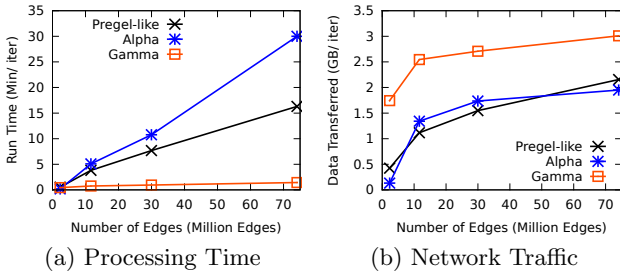 Run Time (Min/ iter)
35
30
25
20
15
10
5
0
Pregel-like
Alpha
Gamma
0 10 20 30 40 50 60 70
Number of Edges (Million Edges)
(a) Processing Time
Data Transferred (GB/ iter)
4
3.5
3
2.5
2
1.5
1
0.5
0
Pregel-like
Alpha
Gamma
0 10 20 30 40 50 60 70
Number of Edges (Million Edges)
(b) Network Traffic